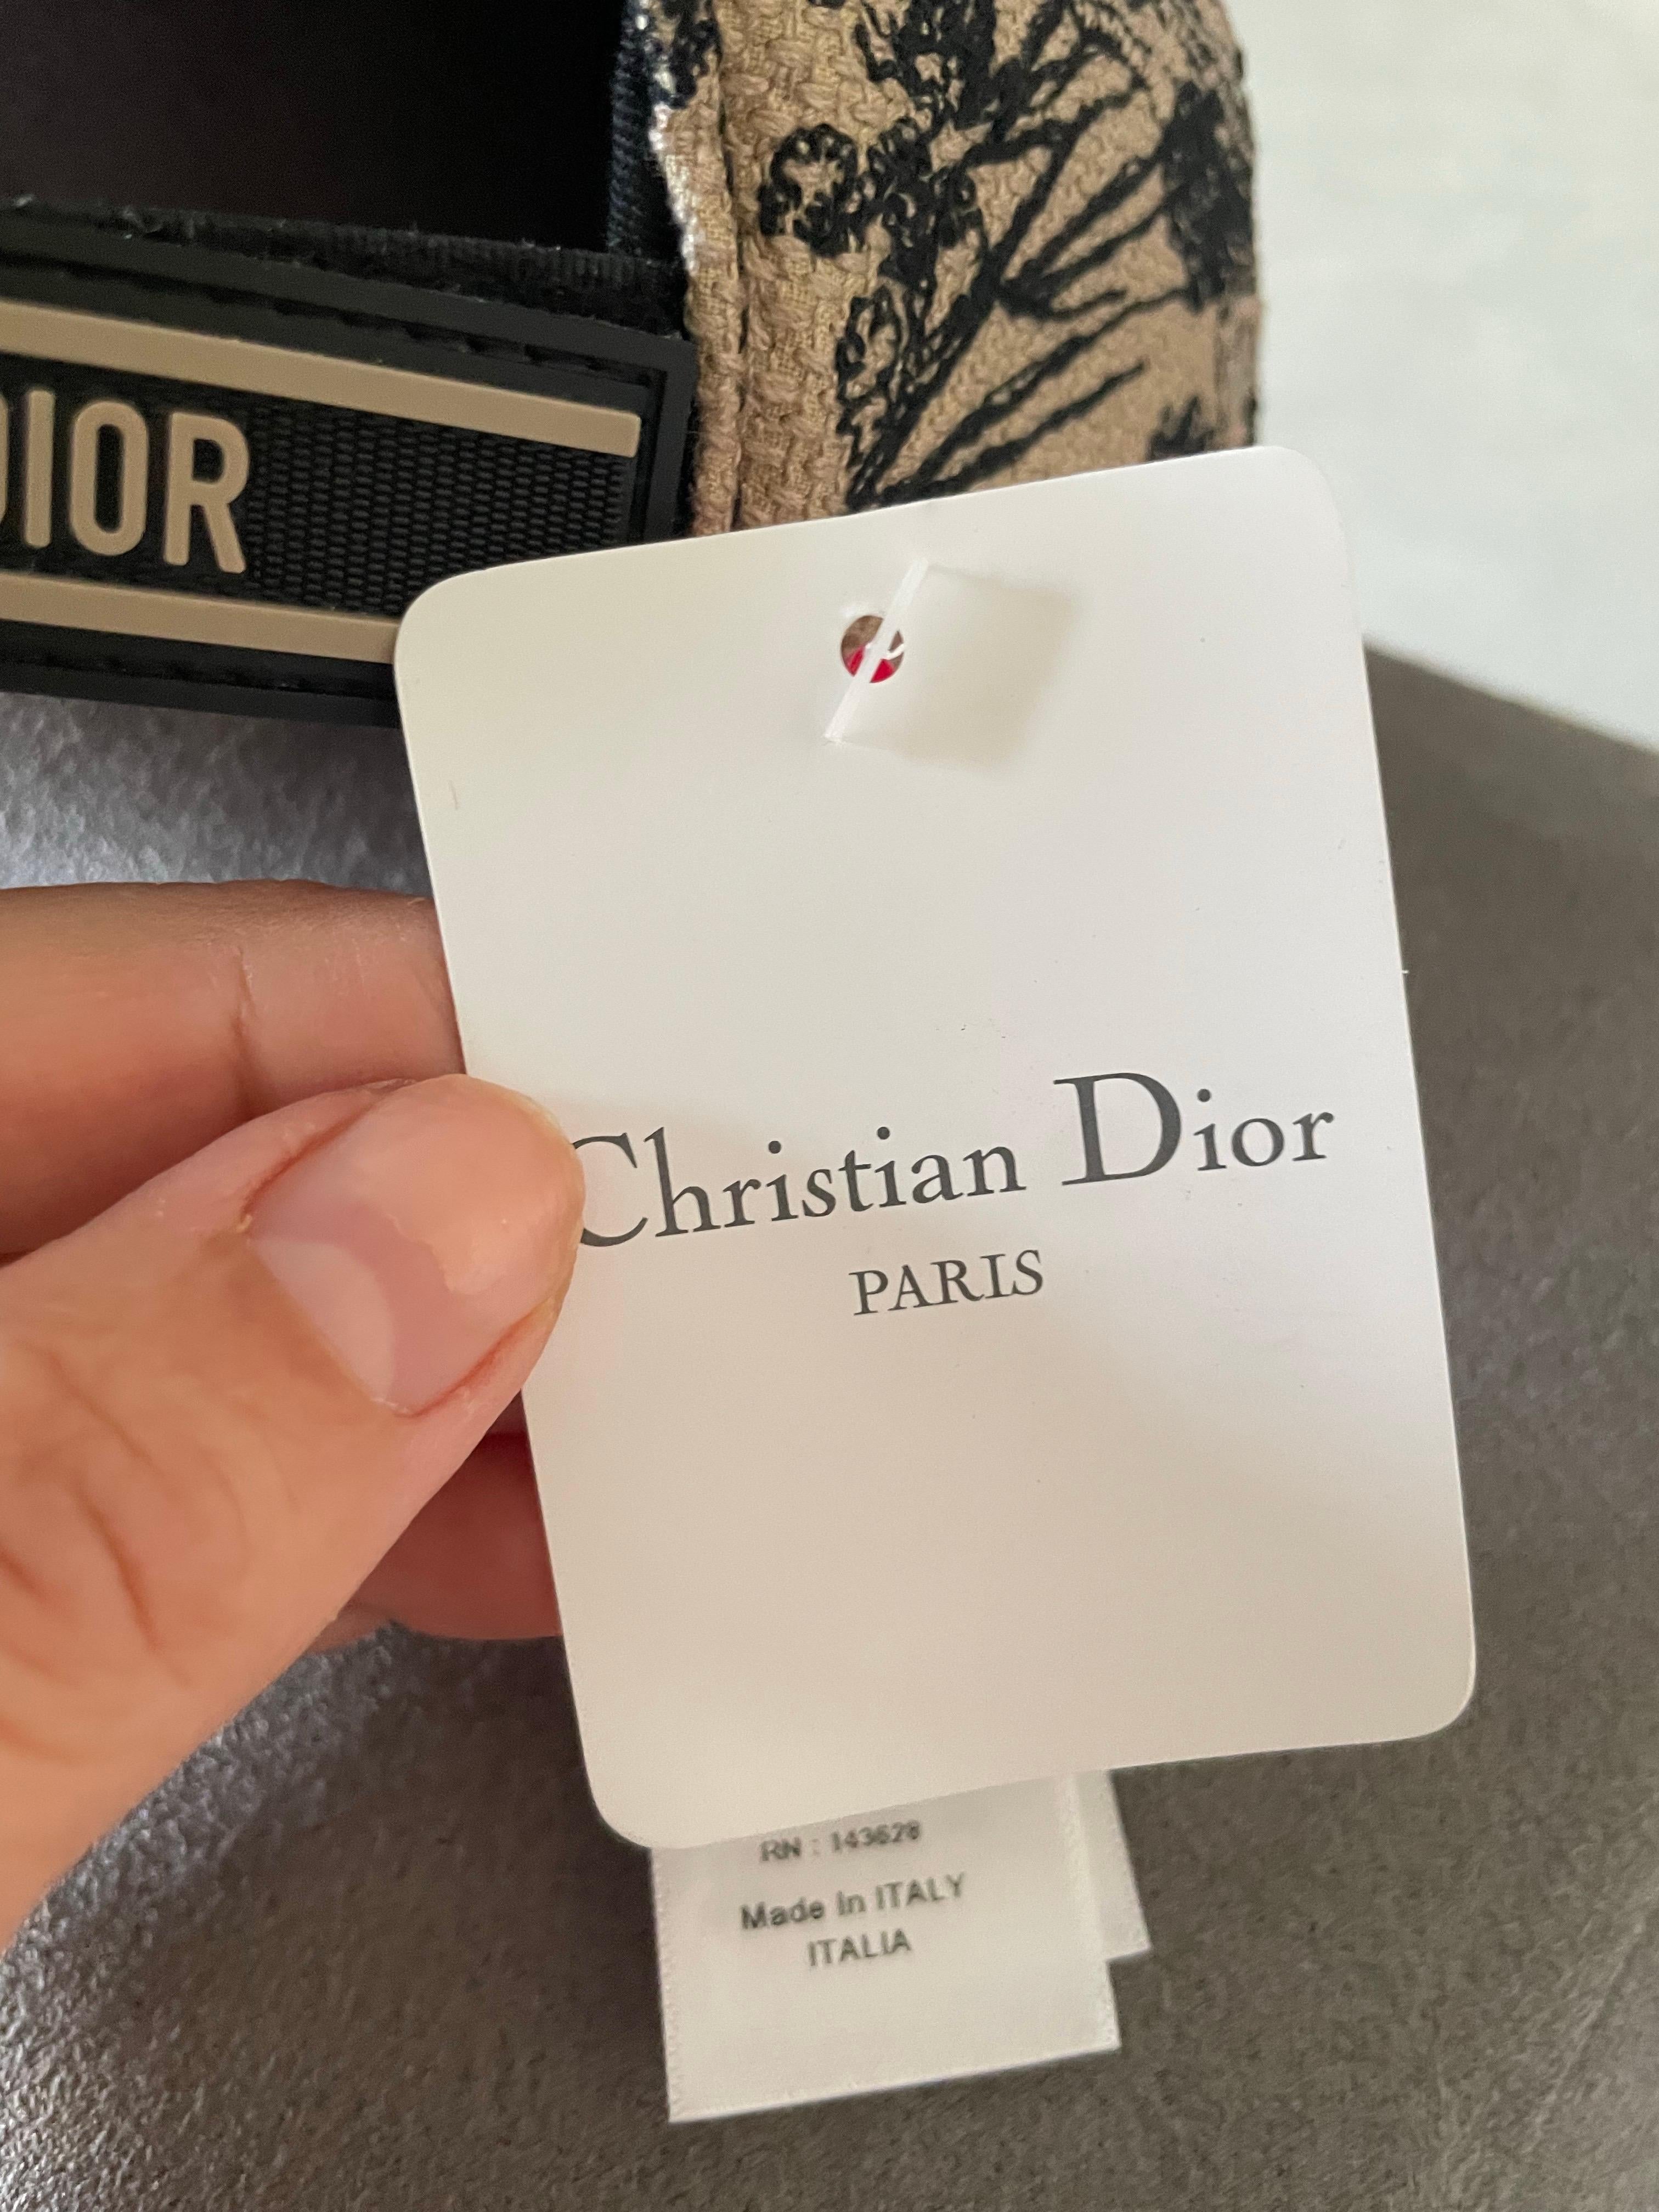 DIOR
Christian Dior
PARIS
RN : 143628
Made in ITALY
ITALIA